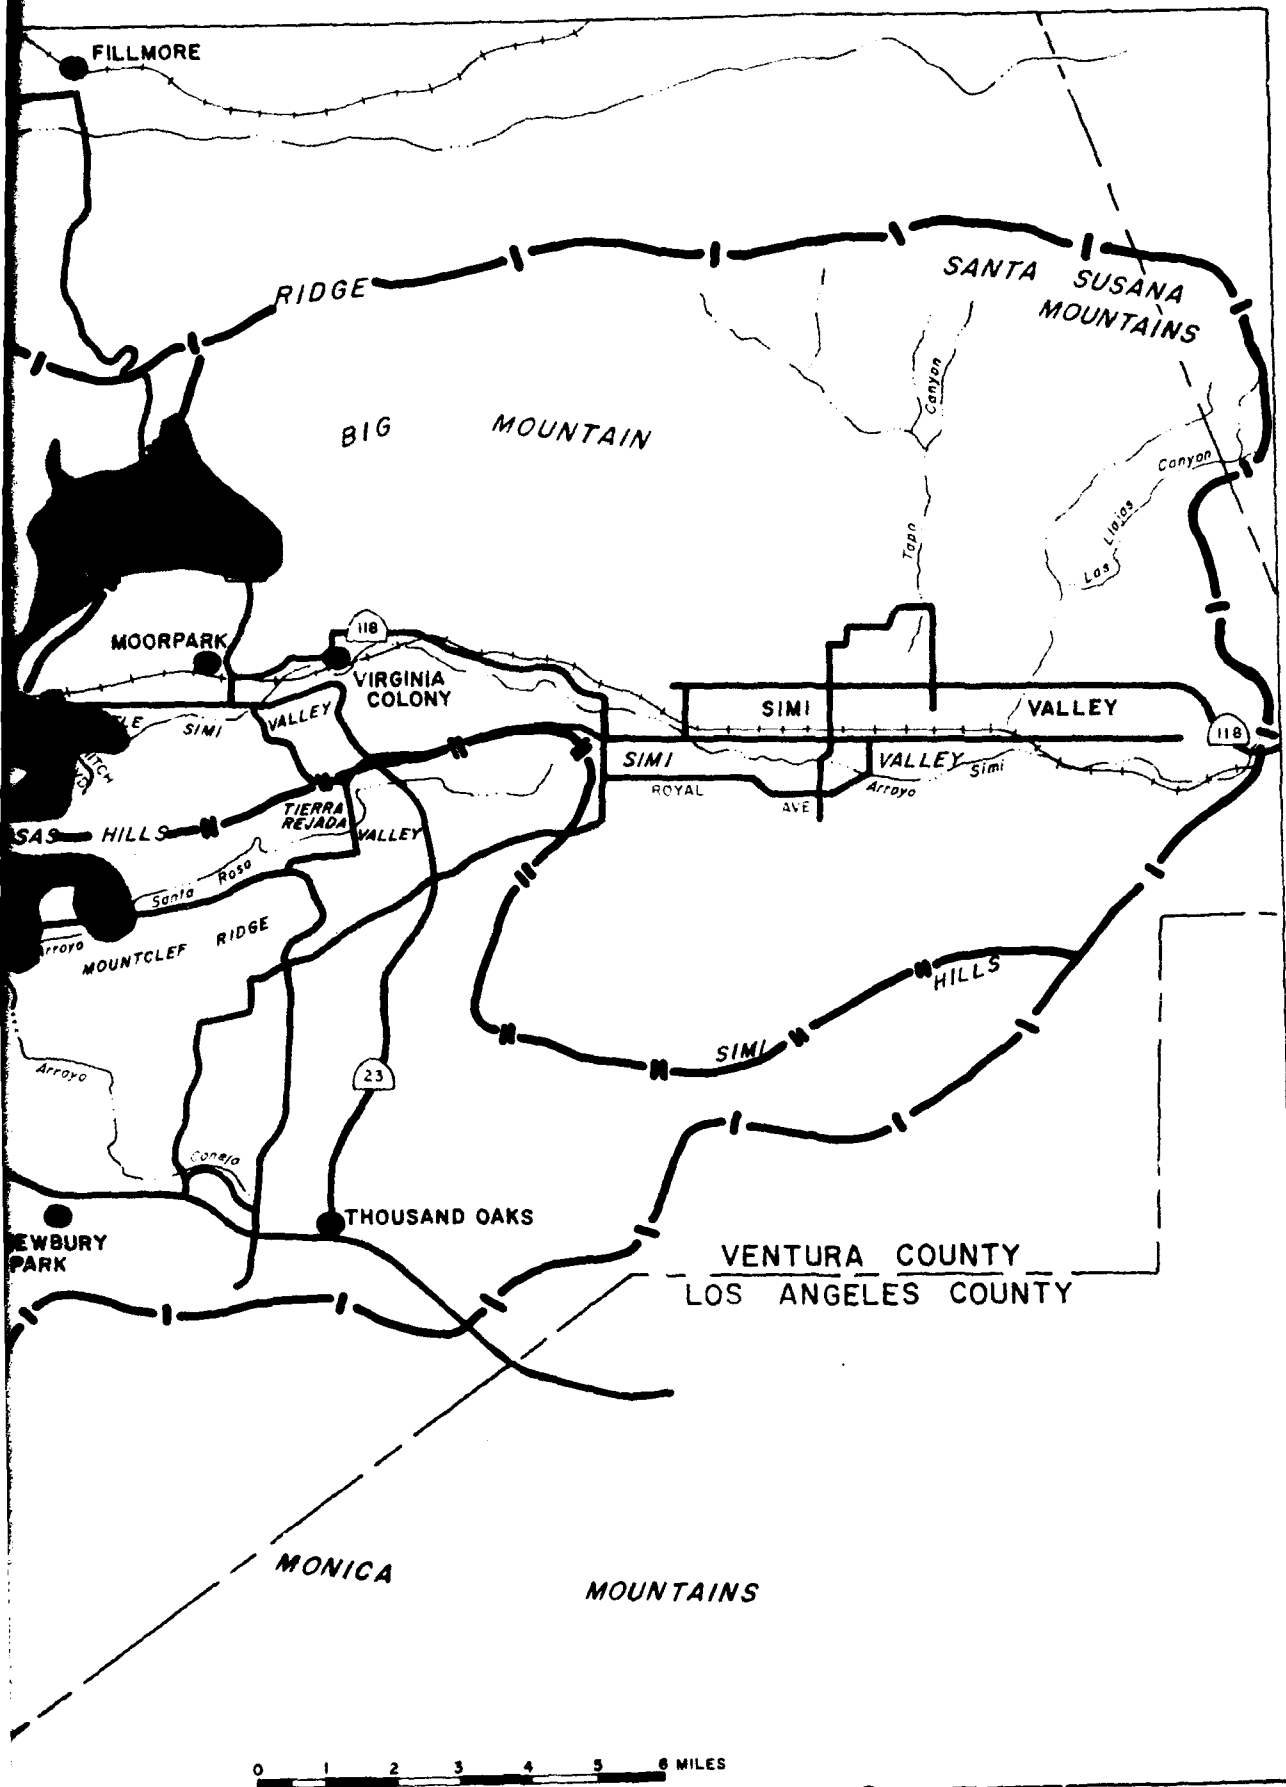 FILLMORE
RIDGE
SANTA SUSANA
MOUNTAINS
BIG MOUNTAIN
Canyon
Canyon
Llajas
Las
Tapo
MOORPARK
118
VIRGINIA
COLONY
SIMI VALLEY
SIMI VALLEY
118
SIMI VALLEY
Simi
Arroyo
ROYAL AVE
TIERRA
REJADA
VALLEY
SAS HILLS
Santa Rosa
MOUNTCLEF RIDGE
HILLS
SIMI
Arroyo
23
Conejo
THOUSAND OAKS
EWBURY
PARK
VENTURA COUNTY
LOS ANGELES COUNTY
MONICA
MOUNTAINS
0 1 2 3 4 5 6 MILES